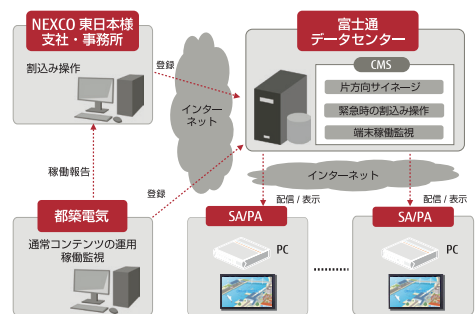 NEXCO 東日本様
支社・事務所
割込み操作
登録
インター
ネット
富士通
データセンター
CMS
片方向サイネージ
緊急時の割込み操作
端末稼働監視
稼働報告
登録
インターネット
配信 / 表示
配信 / 表示
都築電気
通常コンテンツの運用
稼働監視
SA/PA
PC
SA/PA
PC